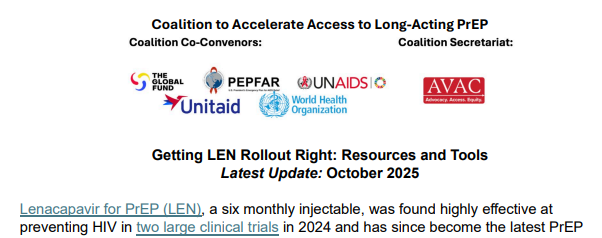 Coalition to Accelerate Access to Long-Acting PrEP
Coalition Co-Convenors:
Coalition Secretariat:
THE GLOBAL FUND
PEPFAR
UNAIDS
AVAC
Advocacy. Access. Equity.
Unitaid
World Health Organization
Getting LEN Rollout Right: Resources and Tools
Latest Update: October 2025
Lenacapavir for PrEP (LEN), a six monthly injectable, was found highly effective at
preventing HIV in two large clinical trials in 2024 and has since become the latest PrEP